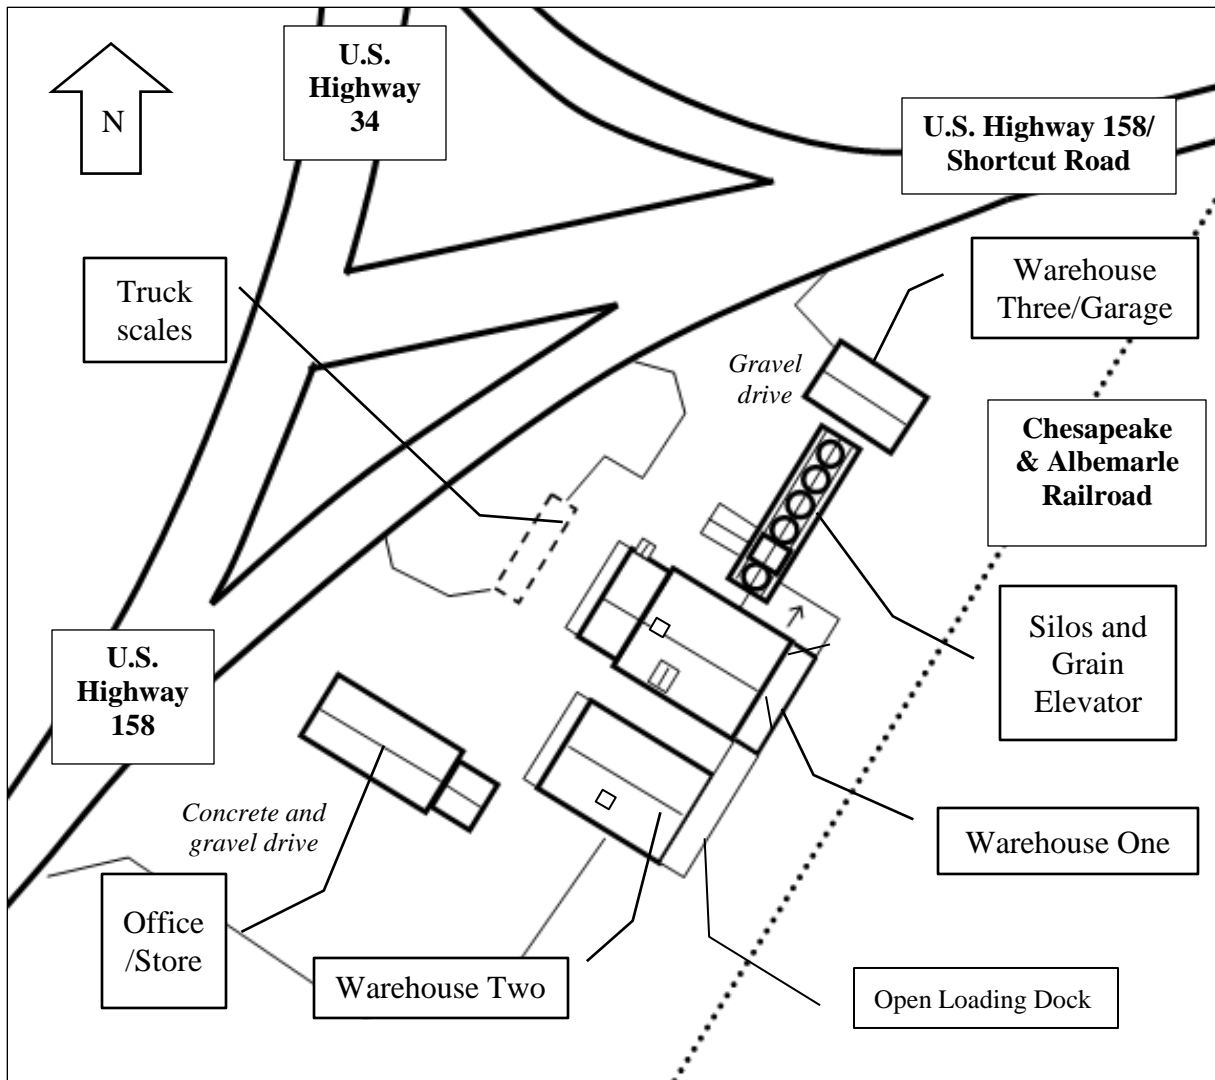 U.S.
Highway
34
N
U.S. Highway 158/
Shortcut Road
Truck
scales
Warehouse
Three/Garage
Gravel
drive
Chesapeake
& Albemarle
Railroad
Silos and
Grain
Elevator
U.S.
Highway
158
Concrete and
gravel drive
Warehouse One
Office
/Store
Warehouse Two
Open Loading Dock